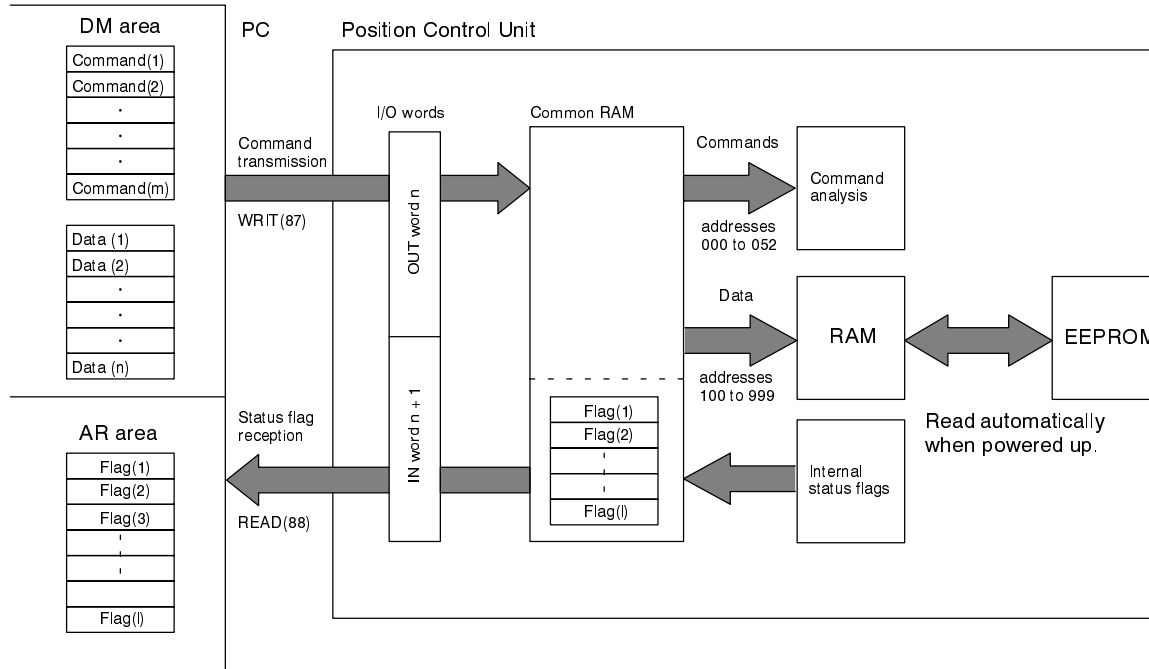 DM area
Command(1)
Command(2)
Command(m)
Data (1)
Data (2)
Data (n)
AR area
Flag(1)
Flag(2)
Flag(3)
Flag(l)
PC
Command
transmission
WRIT(87)
Status flag
reception
READ(88)
Position Control Unit
I/O words
OUT word n
IN word n + 1
Common RAM
Flag(1)
Flag(2)
Flag(l)
Commands
addresses
000 to 052
Command
analysis
Data
addresses
100 to 999
RAM
EEPROM
Read automatically
when powered up.
Internal
status flags